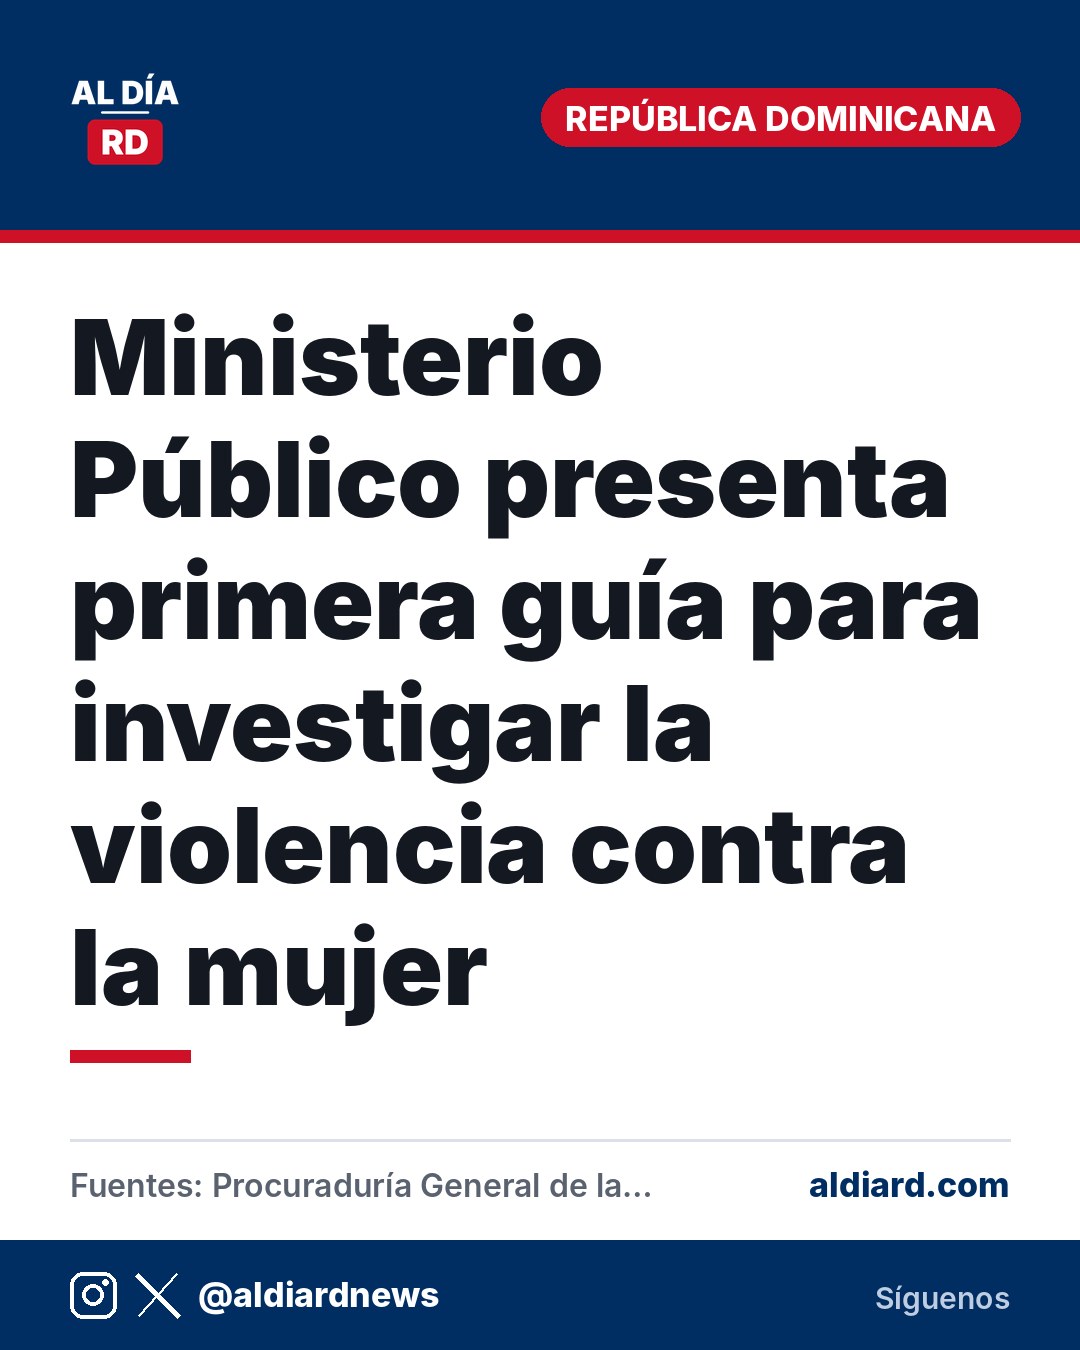 AL DÍA
RD
REPÚBLICA DOMINICANA
Ministerio
Público presenta
primera guía para
investigar la
violencia contra
la mujer
Fuentes: Procuraduría General de la...
aldiard.com
@aldiardnews
Síguenos